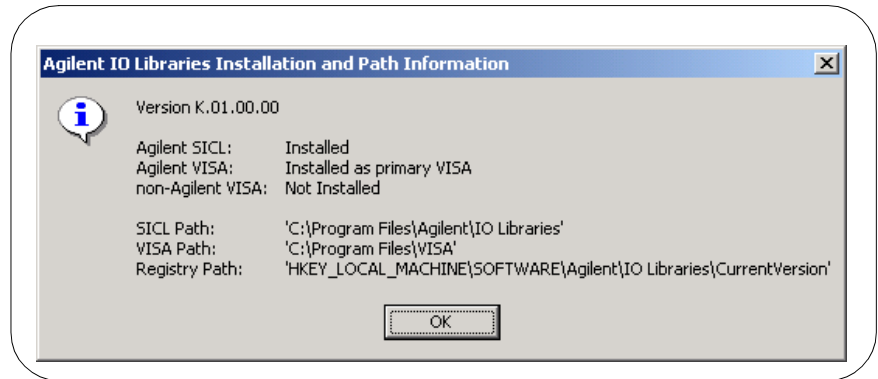 Agilent IO Libraries Installation and Path Information
Version K.01.00.00
Agilent SICL: Installed
Agilent VISA: Installed as primary VISA
non-Agilent VISA: Not Installed
SICL Path: 'C:\Program Files\Agilent\IO Libraries'
VISA Path: 'C:\Program Files\VISA'
Registry Path: 'HKEY_LOCAL_MACHINE\SOFTWARE\Agilent\IO Libraries\CurrentVersion'
OK